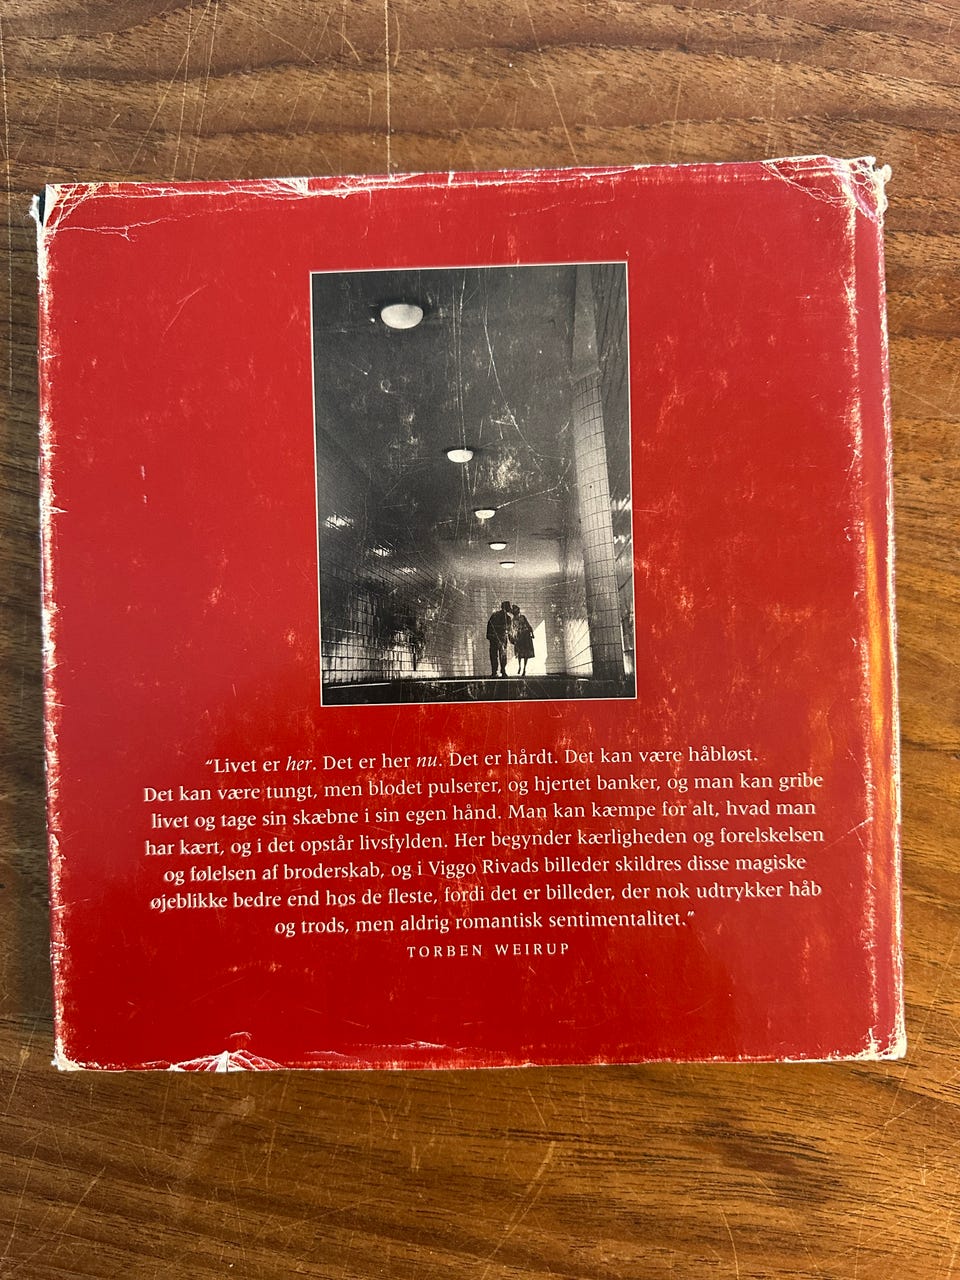 “Livet er her. Det er her nu. Det er hårdt. Det kan være håbløst.
Det kan være tungt, men blodet pulserer, og hjertet banker, og man kan gribe
livet og tage sin skæbne i sin egen hånd. Man kan kæmpe for alt, hvad man
har kært, og i det opstår livsfylden. Her begynder kærligheden og forelskelsen
og følelsen af broderskab, og i Viggo Rivads billeder skildres disse magiske
øjeblikke bedre end hos de fleste, fordi det er billeder, der nok udtrykker håb
og trods, men aldrig romantisk sentimentalitet.”
TORBEN WEIRUP